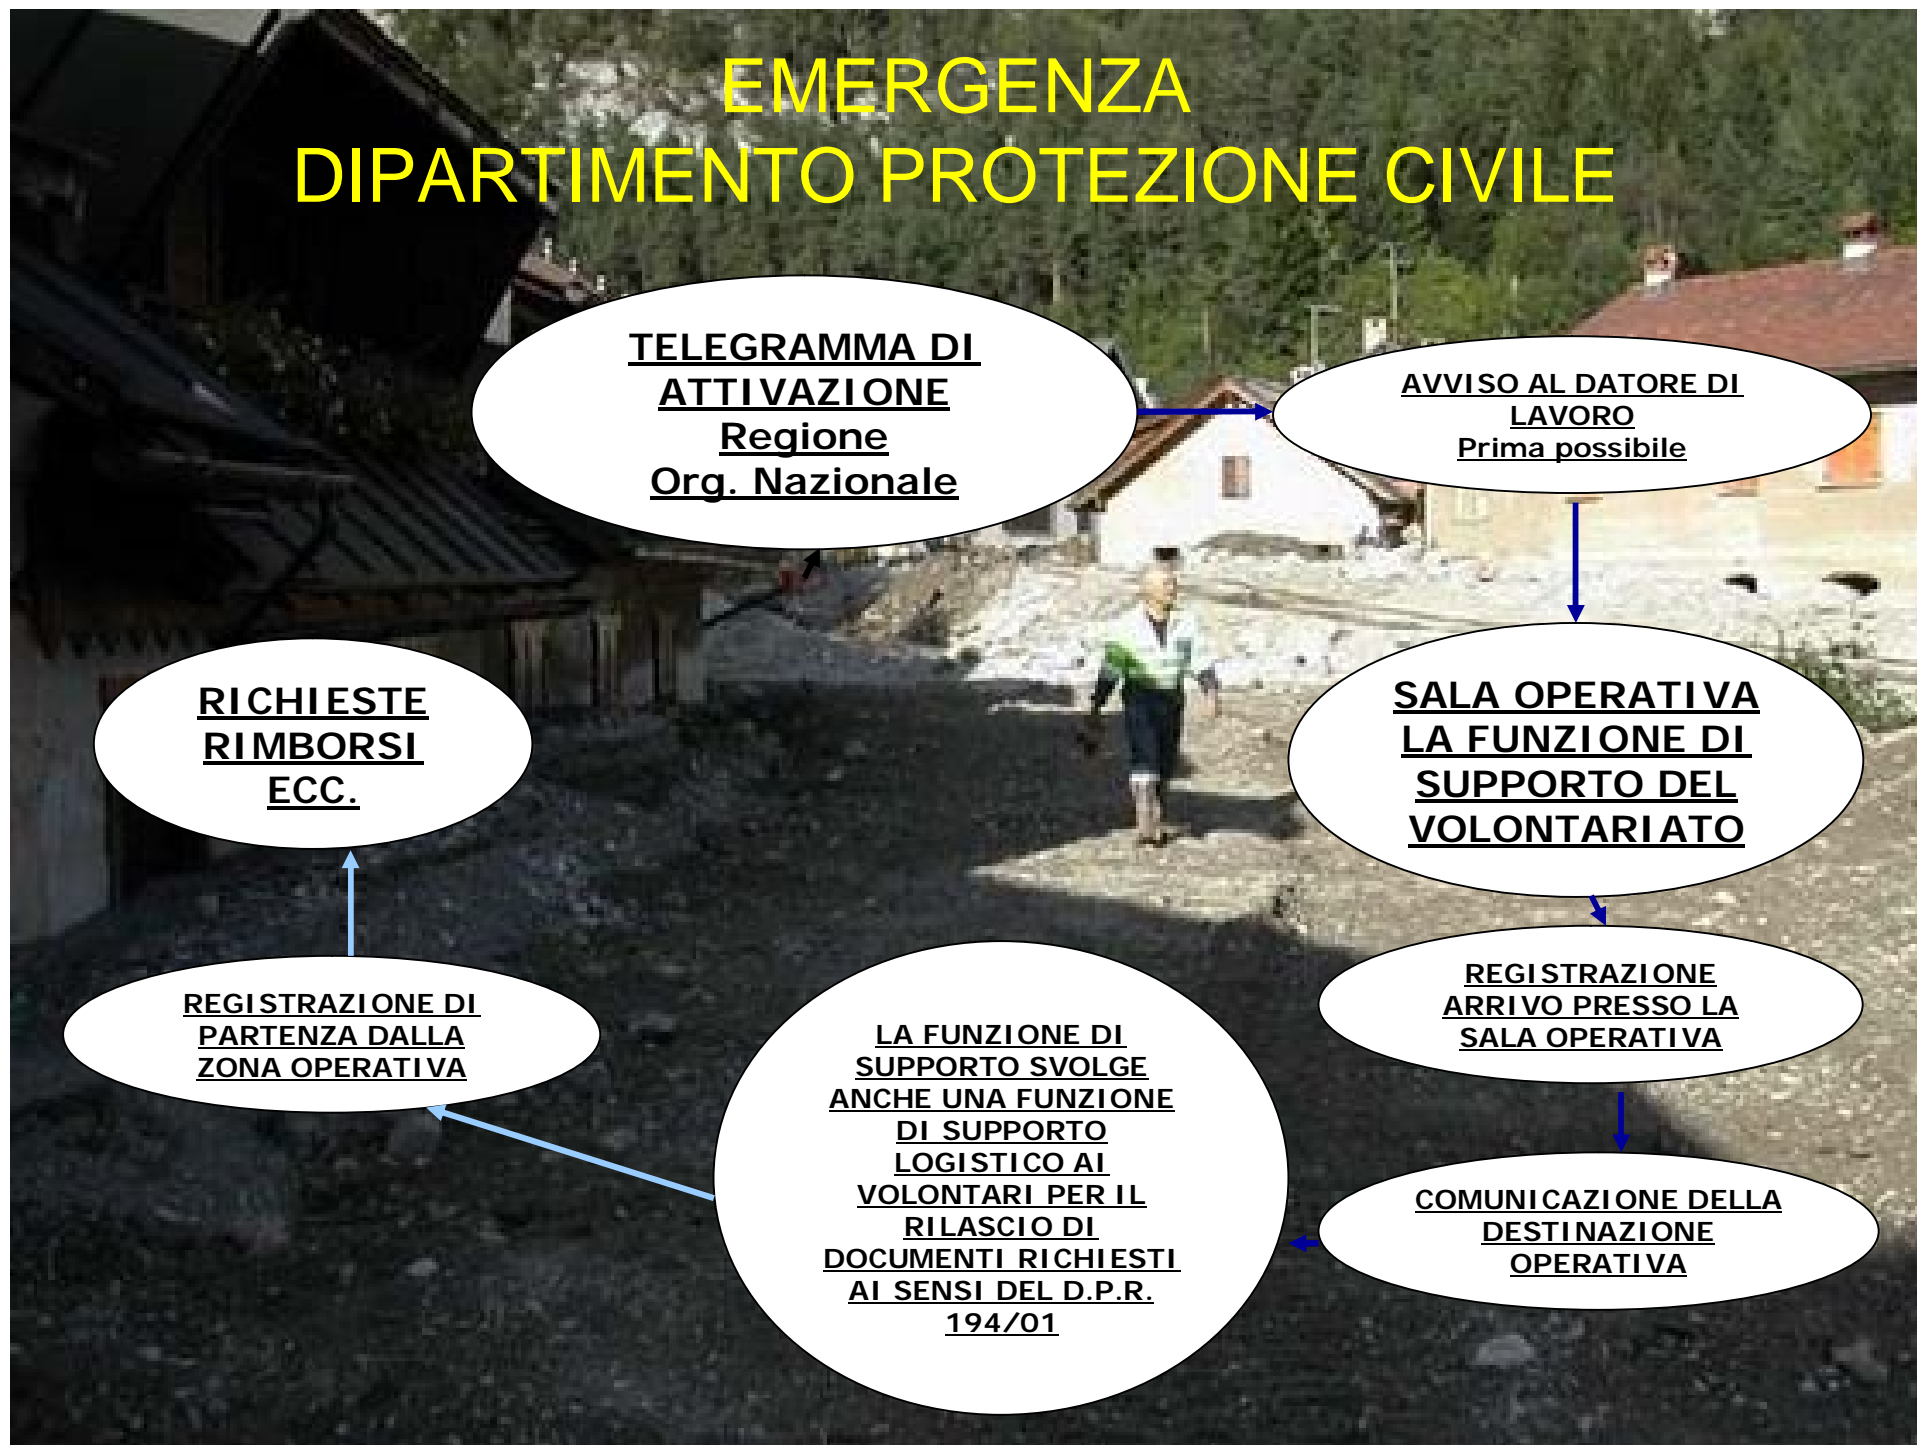 EMERGENZA
DIPARTIMENTO PROTEZIONE CIVILE
TELEGRAMMA DI
ATTIVAZIONE
Regione
Org. Nazionale
AVVISO AL DATORE DI
LAVORO
Prima possibile
SALA OPERATIVA
LA FUNZIONE DI
SUPPORTO DEL
VOLONTARIATO
REGISTRAZIONE
ARRIVO PRESSO LA
SALA OPERATIVA
COMUNICAZIONE DELLA
DESTINAZIONE
OPERATIVA
LA FUNZIONE DI
SUPPORTO SVOLGE
ANCHE UNA FUNZIONE
DI SUPPORTO
LOGISTICO AI
VOLONTARI PER IL
RILASCIO DI
DOCUMENTI RICHIESTI
AI SENSI DEL D.P.R.
194/01
REGISTRAZIONE DI
PARTENZA DALLA
ZONA OPERATIVA
RICHIESTE
RIMBORSI
ECC.